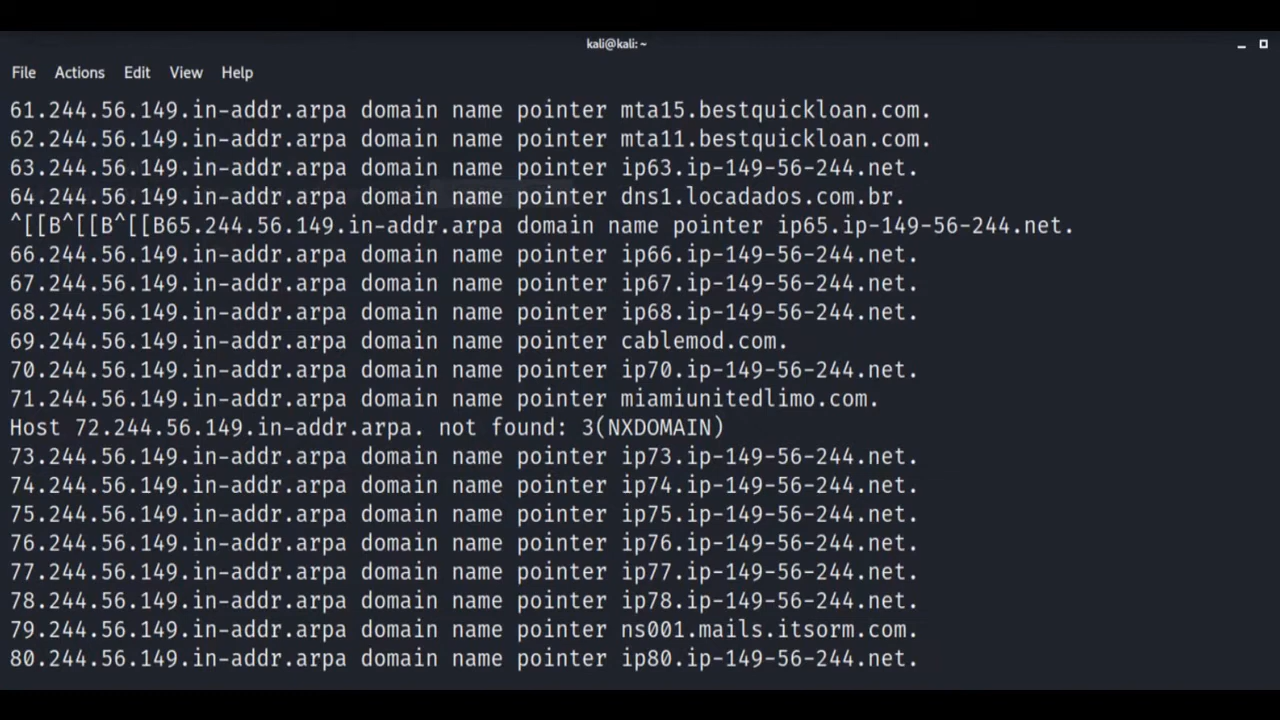 kali@kali: ~
File Actions Edit View Help
61.244.56.149.in-addr.arpa domain name pointer mta15.bestquickloan.com.
62.244.56.149.in-addr.arpa domain name pointer mta11.bestquickloan.com.
63.244.56.149.in-addr.arpa domain name pointer ip63.ip-149-56-244.net.
64.244.56.149.in-addr.arpa domain name pointer dns1.locadados.com.br.
^[[B^[[B^[[B65.244.56.149.in-addr.arpa domain name pointer ip65.ip-149-56-244.net.
66.244.56.149.in-addr.arpa domain name pointer ip66.ip-149-56-244.net.
67.244.56.149.in-addr.arpa domain name pointer ip67.ip-149-56-244.net.
68.244.56.149.in-addr.arpa domain name pointer ip68.ip-149-56-244.net.
69.244.56.149.in-addr.arpa domain name pointer cablemod.com.
70.244.56.149.in-addr.arpa domain name pointer ip70.ip-149-56-244.net.
71.244.56.149.in-addr.arpa domain name pointer miamiunitedlimo.com.
Host 72.244.56.149.in-addr.arpa. not found: 3(NXDOMAIN)
73.244.56.149.in-addr.arpa domain name pointer ip73.ip-149-56-244.net.
74.244.56.149.in-addr.arpa domain name pointer ip74.ip-149-56-244.net.
75.244.56.149.in-addr.arpa domain name pointer ip75.ip-149-56-244.net.
76.244.56.149.in-addr.arpa domain name pointer ip76.ip-149-56-244.net.
77.244.56.149.in-addr.arpa domain name pointer ip77.ip-149-56-244.net.
78.244.56.149.in-addr.arpa domain name pointer ip78.ip-149-56-244.net.
79.244.56.149.in-addr.arpa domain name pointer ns001.mails.itsorm.com.
80.244.56.149.in-addr.arpa domain name pointer ip80.ip-149-56-244.net.